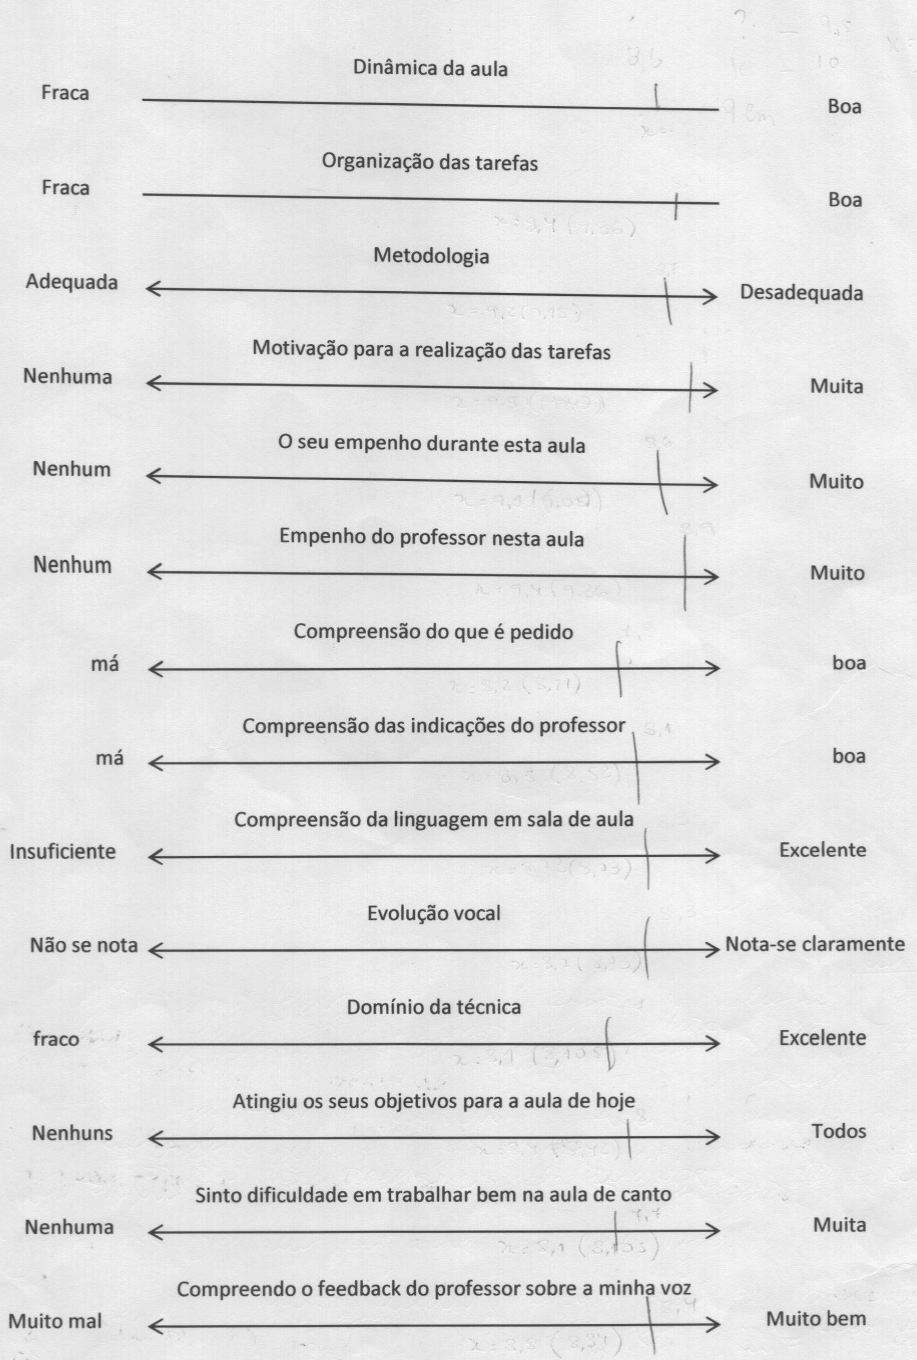 Dinâmica da aula
Fraca Boa
Organização das tarefas
Fraca Boa
Metodologia
Adequada Desadequada
Motivação para a realização das tarefas
Nenhuma Muita
O seu empenho durante esta aula
Nenhum Muito
Empenho do professor nesta aula
Nenhum Muito
Compreensão do que é pedido
má boa
Compreensão das indicações do professor
má boa
Compreensão da linguagem em sala de aula
Insuficiente Excelente
Evolução vocal
Não se nota Nota-se claramente
Domínio da técnica
fraco Excelente
Atingiu os seus objetivos para a aula de hoje
Nenhuns Todos
Sinto dificuldade em trabalhar bem na aula de canto
Nenhuma Muita
Compreendo o feedback do professor sobre a minha voz
Muito mal Muito bem